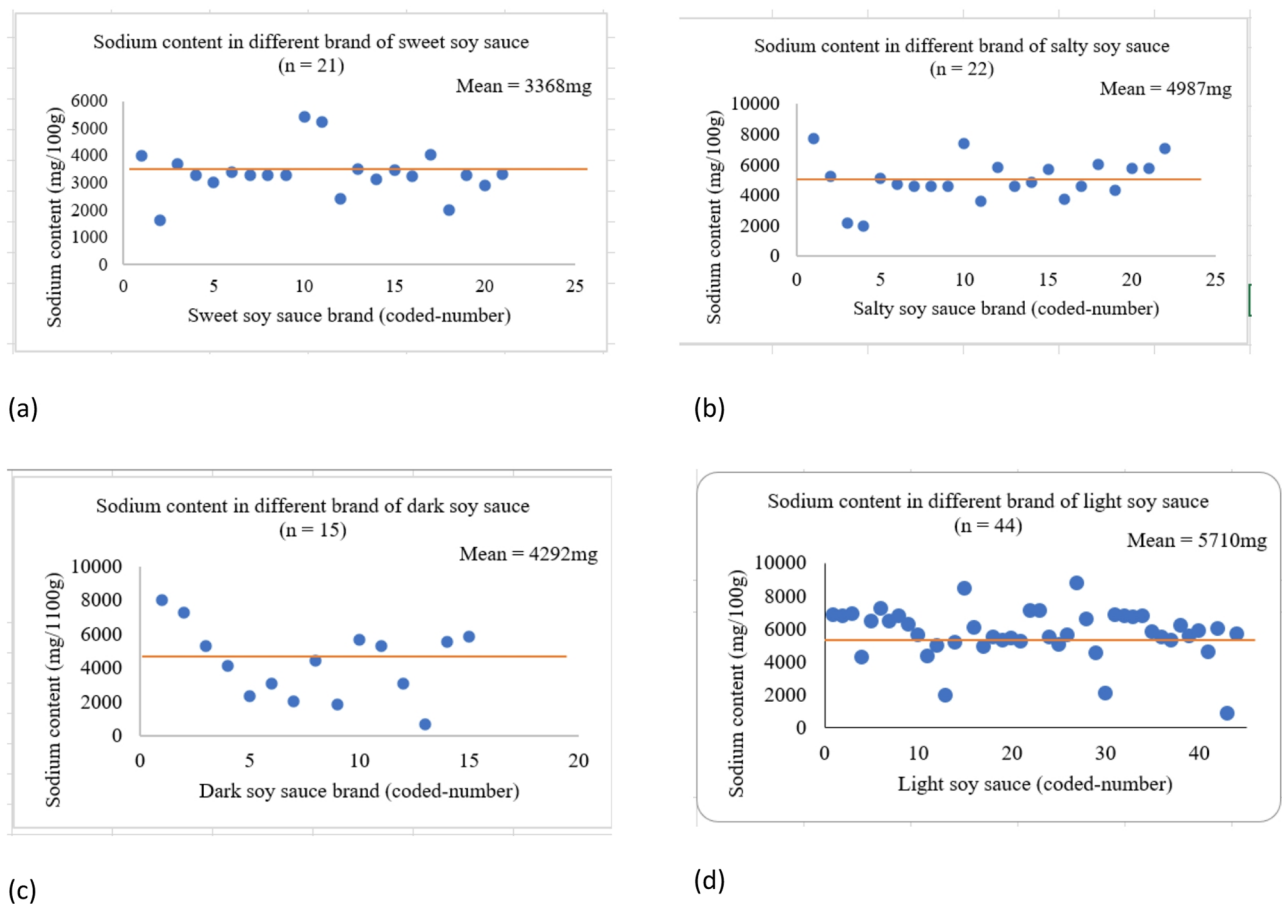 Sodium content in different brand of sweet soy sauce
(n = 21)
Mean = 3368mg
Sodium content (mg/100g)
6000
5000
4000
3000
2000
1000
0
0 5 10 15 20 25
Sweet soy sauce brand (coded-number)
(a)
Sodium content in different brand of salty soy sauce
(n = 22)
Mean = 4987mg
Sodium content (mg/100g)
10000
8000
6000
4000
2000
0
0 5 10 15 20 25
Salty soy sauce brand (coded-number)
(b)
Sodium content in different brand of dark soy sauce
(n = 15)
Mean = 4292mg
Sodium content (mg/1100g)
10000
8000
6000
4000
2000
0
0 5 10 15 20
Dark soy sauce brand (coded-number)
(c)
Sodium content in different brand of light soy sauce
(n = 44)
Mean = 5710mg
Sodium content (mg/100g)
10000
8000
6000
4000
2000
0
0 10 20 30 40
Light soy sauce (coded-number)
(d)